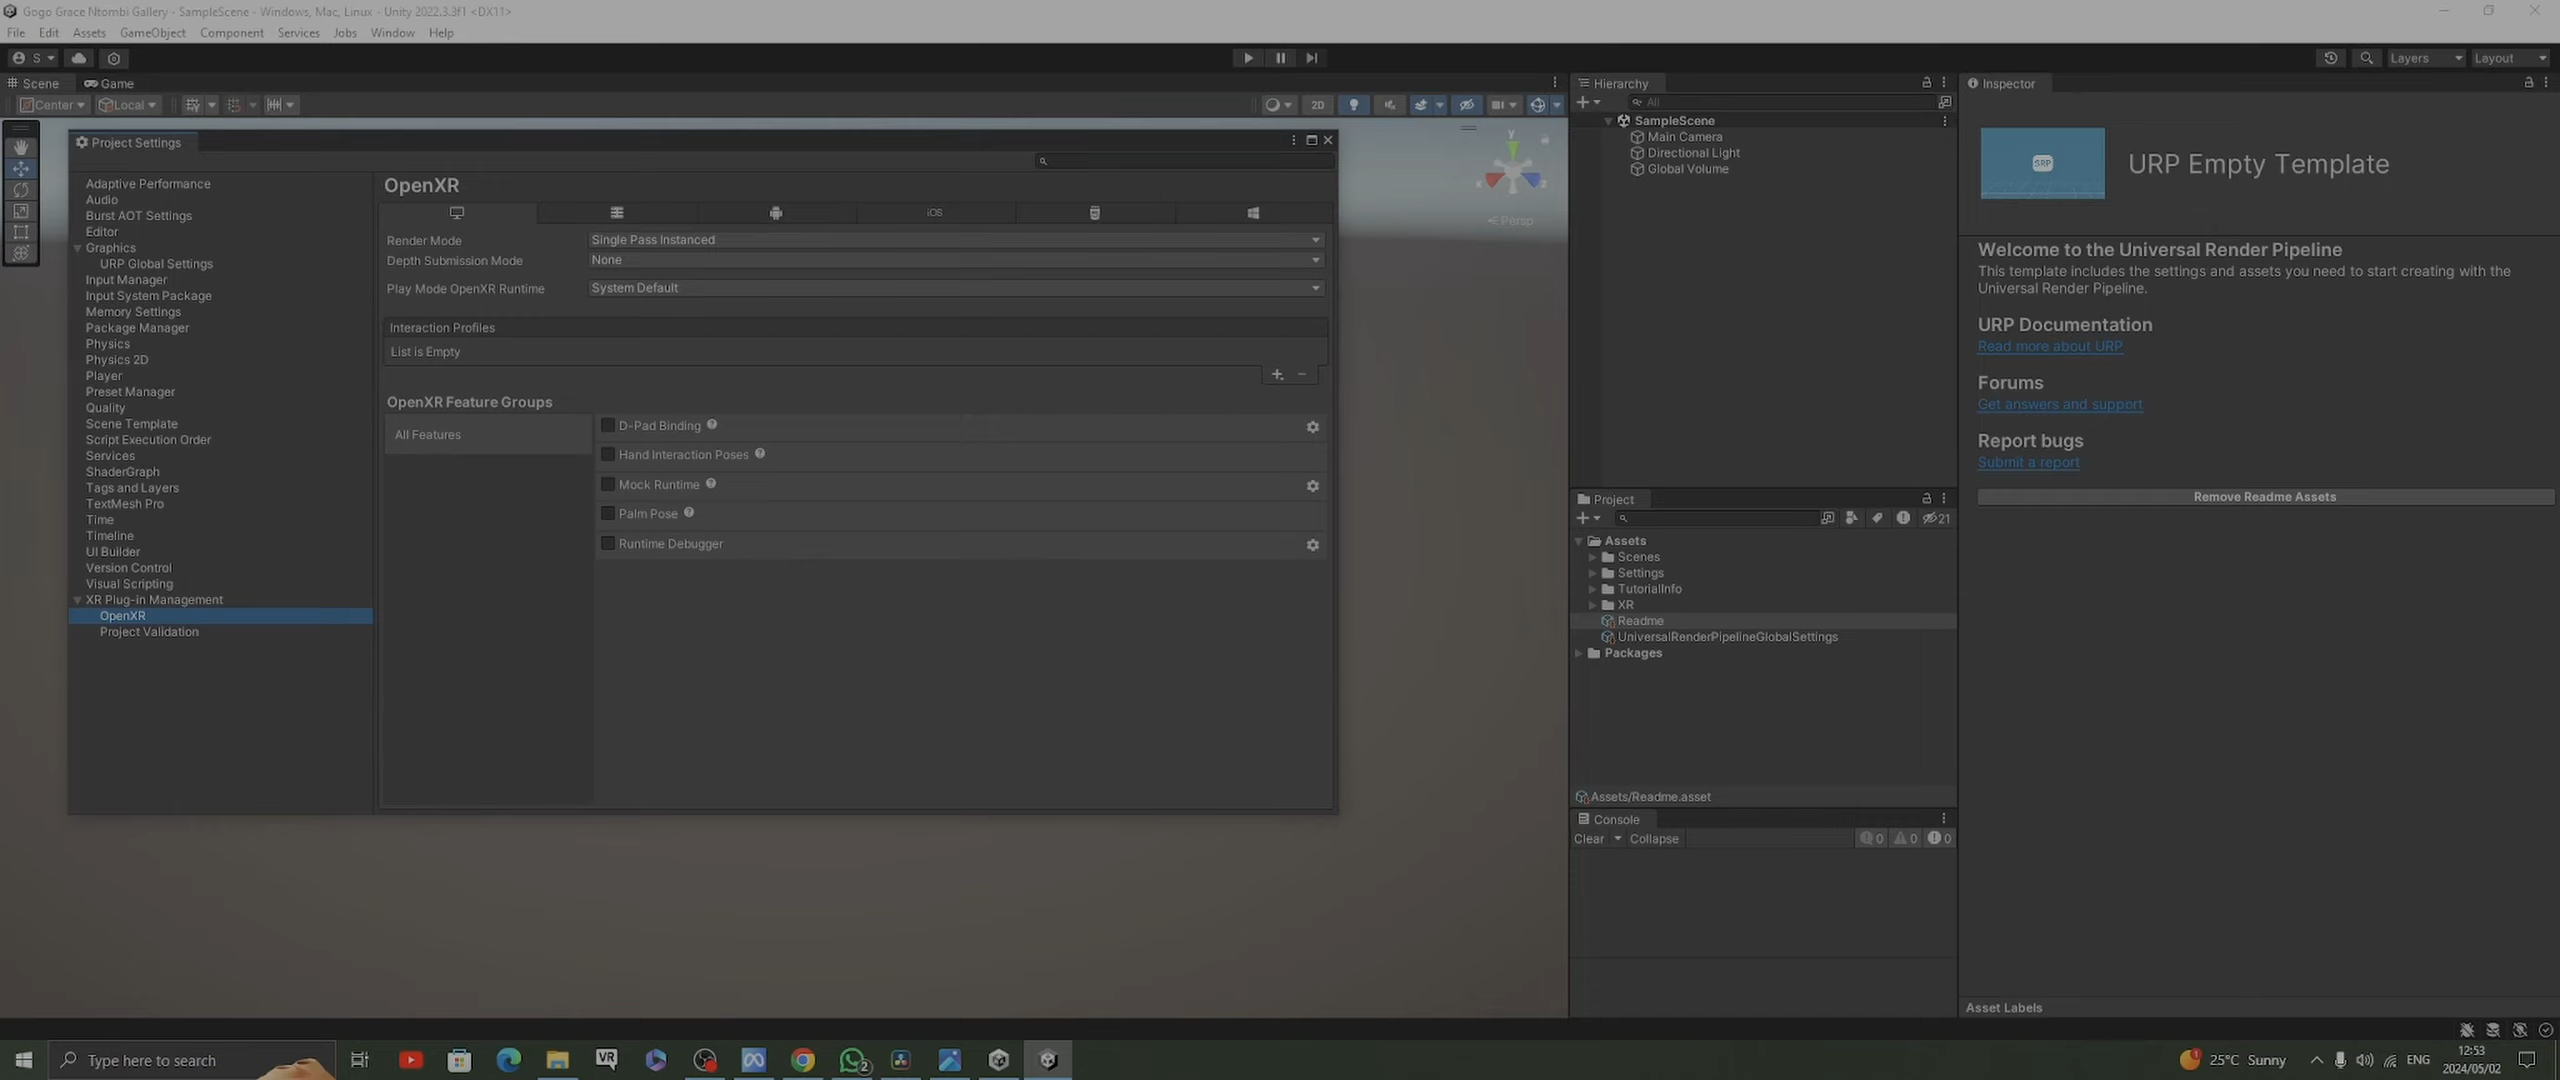 Gogo Grace Ntombi Gallery - SampleScene - Windows, Mac, Linux - Unity 2022.3.3f1 <DX11>
File Edit Assets GameObject Component Services Jobs Window Help
S
Layers Layout
Scene Game
Center Local
2D
Project Settings
Adaptive Performance
Audio
Burst AOT Settings
Editor
Graphics
URP Global Settings
Input Manager
Input System Package
Memory Settings
Package Manager
Physics
Physics 2D
Player
Preset Manager
Quality
Scene Template
Script Execution Order
Services
ShaderGraph
Tags and Layers
TextMesh Pro
Time
Timeline
UI Builder
Version Control
Visual Scripting
XR Plug-in Management
OpenXR
Project Validation
OpenXR
iOS
Render Mode Single Pass Instanced
Depth Submission Mode None
Play Mode OpenXR Runtime System Default
Interaction Profiles
List is Empty
+ -
OpenXR Feature Groups
All Features
D-Pad Binding
Hand Interaction Poses
Mock Runtime
Palm Pose
Runtime Debugger
y
x
z
Persp
Hierarchy
All
SampleScene
Main Camera
Directional Light
Global Volume
Project
21
Assets
Scenes
Settings
TutorialInfo
XR
Readme
UniversalRenderPipelineGlobalSettings
Packages
Assets/Readme.asset
Console
Clear Collapse 0 0 0
Inspector
SRP
URP Empty Template
Welcome to the Universal Render Pipeline
This template includes the settings and assets you need to start creating with the
Universal Render Pipeline.
URP Documentation
Read more about URP
Forums
Get answers and support
Report bugs
Submit a report
Remove Readme Assets
Asset Labels
Type here to search
VR
2
1
25°C Sunny
ENG
12:53
2024/05/02